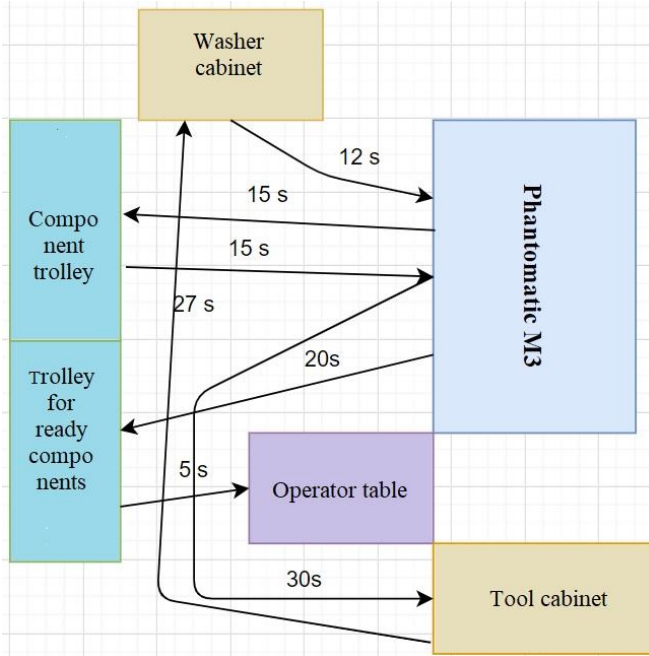 Washer
cabinet
12 s
15 s
Compo
nent
trolley
15 s
Phantomatic M3
27 s
20s
Trolley
for
ready
compo
nents
5 s
Operator table
30s
Tool cabinet